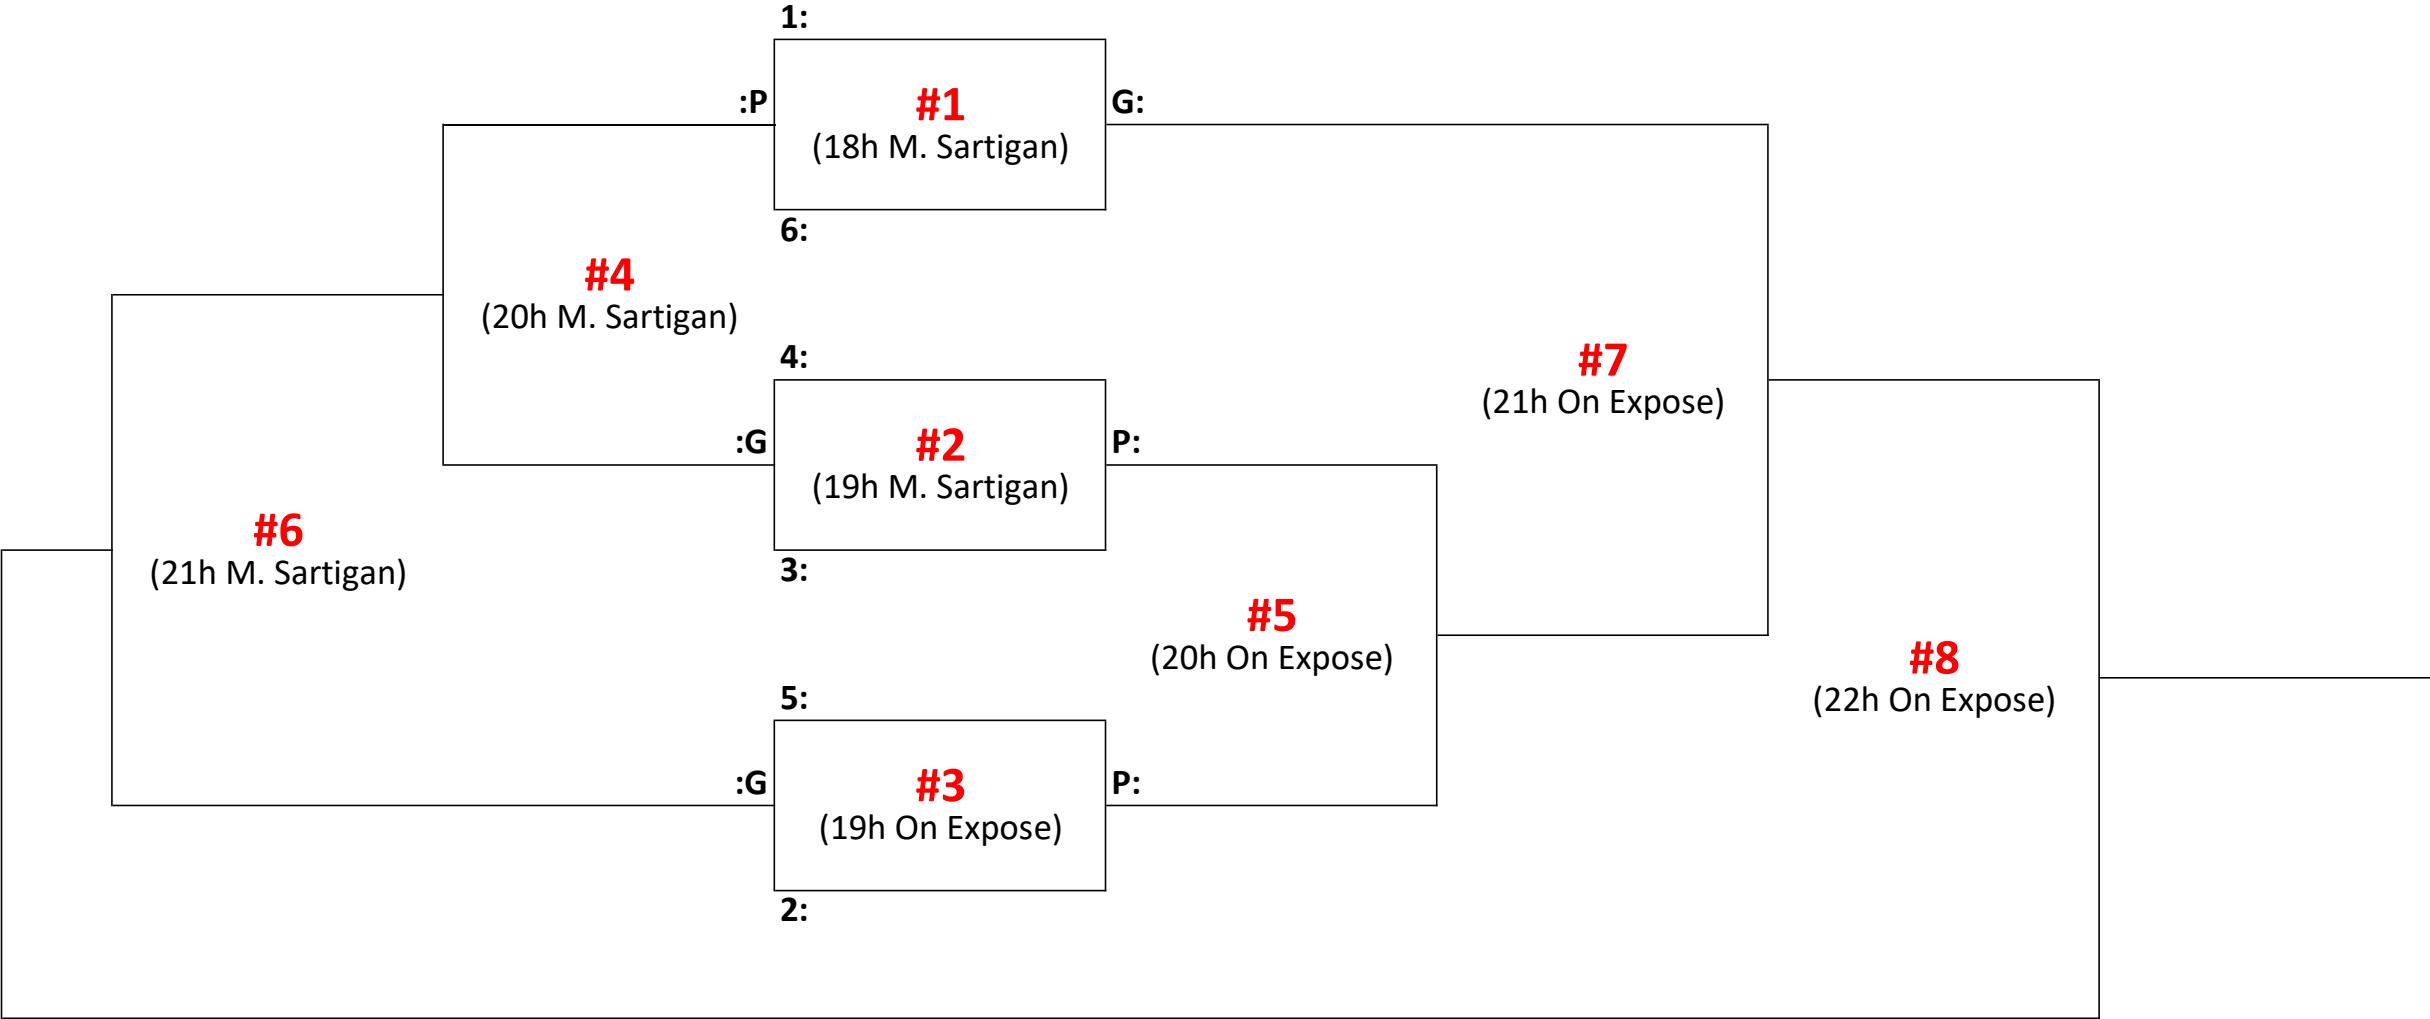 1:
:P
#1
G:
(18h M. Sartigan)
6:
#4
(20h M. Sartigan)
4:
#7
(21h On Expose)
:G
#2
P:
(19h M. Sartigan)
#6
(21h M. Sartigan)
3:
#5
(20h On Expose)
#8
(22h On Expose)
5:
:G
#3
P:
(19h On Expose)
2: